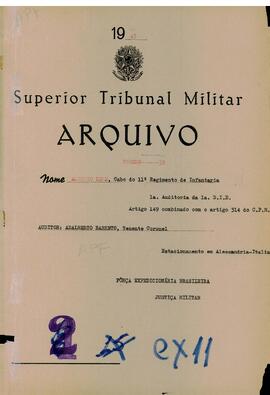 19
Superior Tribunal Militar
ARQUIVO
Nome Cabo do 11º Regimento de Infantaria
1a. Auditoria da 1a. D.I.E.
Artigo 149 combinado com o artigo 314 do C.P.M.
AUDITOR: ADALBERTO BARRETO, Tenente Coronel
Estacionamento em Alessandria-Italia
FÔRÇA EXPEDICIONÁRIA BRASILEIRA
JUSTIÇA MILITAR
2 ex11